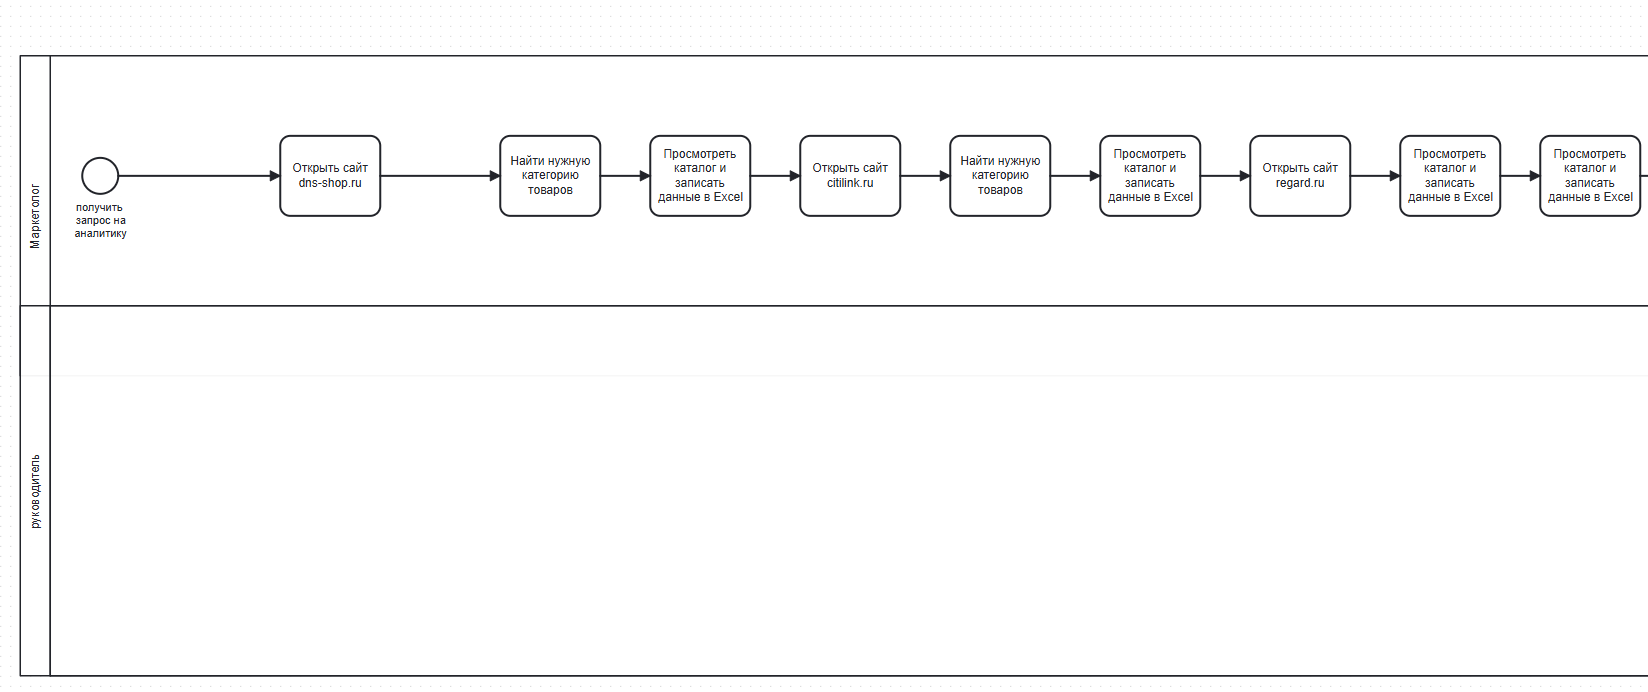 Маркетолог
получить
запрос на
аналитику
Открыть сайт
dns-shop.ru
Найти нужную
категорию
товаров
Просмотреть
каталог и
записать
данные в Excel
Открыть сайт
citilink.ru
Найти нужную
категорию
товаров
Просмотреть
каталог и
записать
данные в Excel
Открыть сайт
regard.ru
Просмотреть
каталог и
записать
данные в Excel
Просмотреть
каталог и
записать
данные в Excel
руководитель